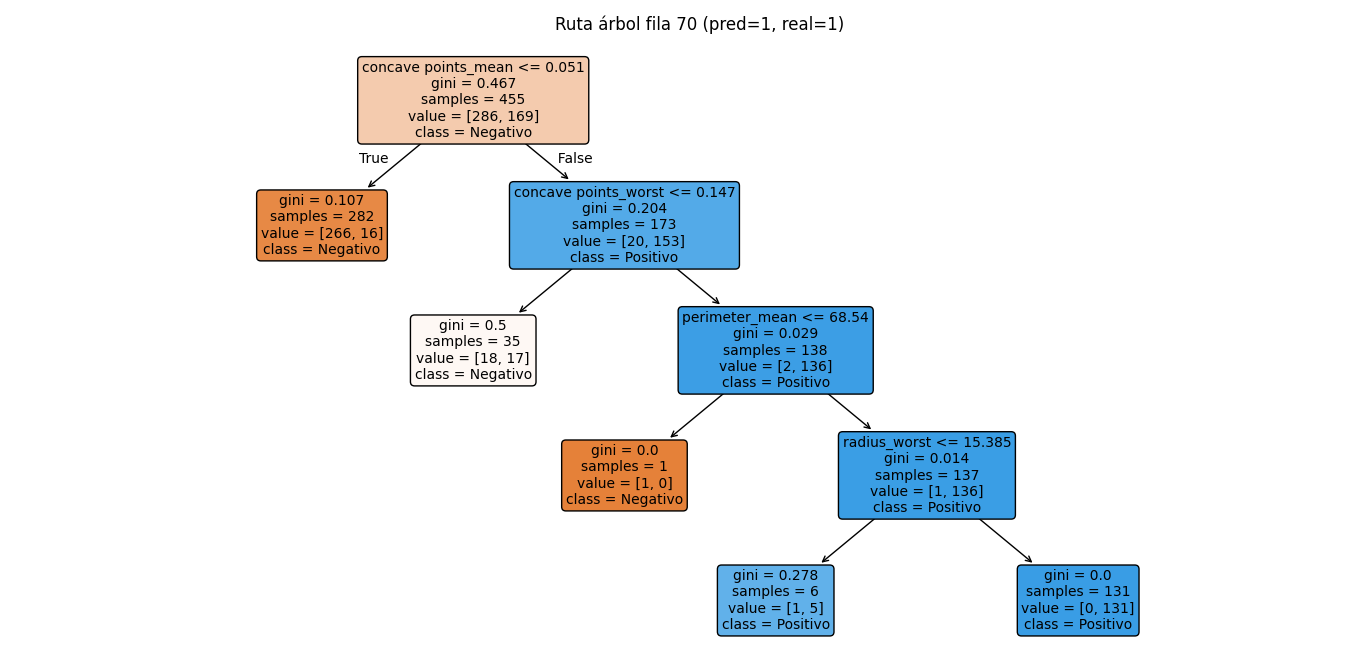 Ruta árbol fila 70 (pred=1, real=1)
concave points_mean <= 0.051
gini = 0.467
samples = 455
value = [286, 169]
class = Negativo
True
False
gini = 0.107
samples = 282
value = [266, 16]
class = Negativo
concave points_worst <= 0.147
gini = 0.204
samples = 173
value = [20, 153]
class = Positivo
gini = 0.5
samples = 35
value = [18, 17]
class = Negativo
perimeter_mean <= 68.54
gini = 0.029
samples = 138
value = [2, 136]
class = Positivo
gini = 0.0
samples = 1
value = [1, 0]
class = Negativo
radius_worst <= 15.385
gini = 0.014
samples = 137
value = [1, 136]
class = Positivo
gini = 0.278
samples = 6
value = [1, 5]
class = Positivo
gini = 0.0
samples = 131
value = [0, 131]
class = Positivo